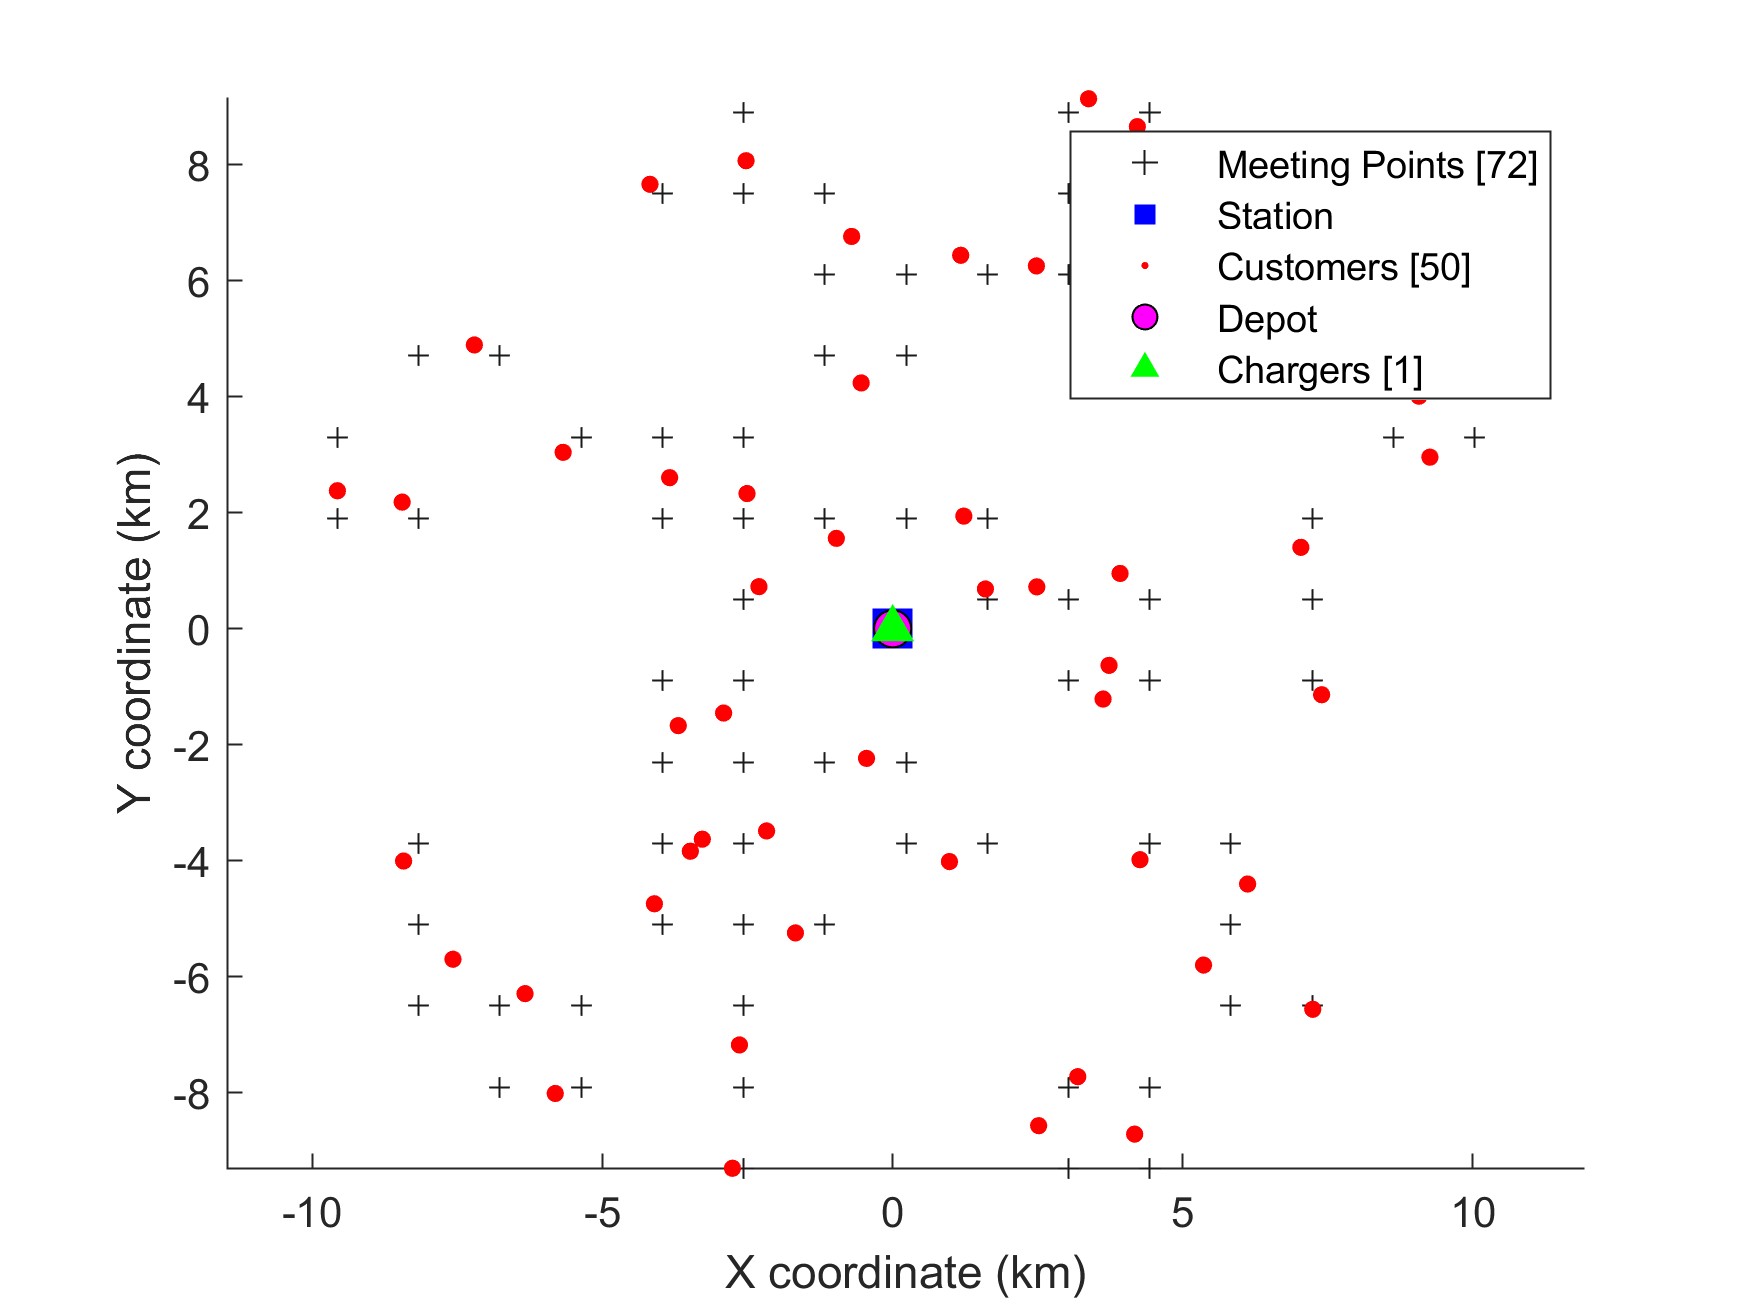 Meeting Points [72]
Station
Customers [50]
Depot
Chargers [1]
8
6
4
2
0
-2
-4
-6
-8
Y coordinate (km)
-10 -5 0 5 10
X coordinate (km)